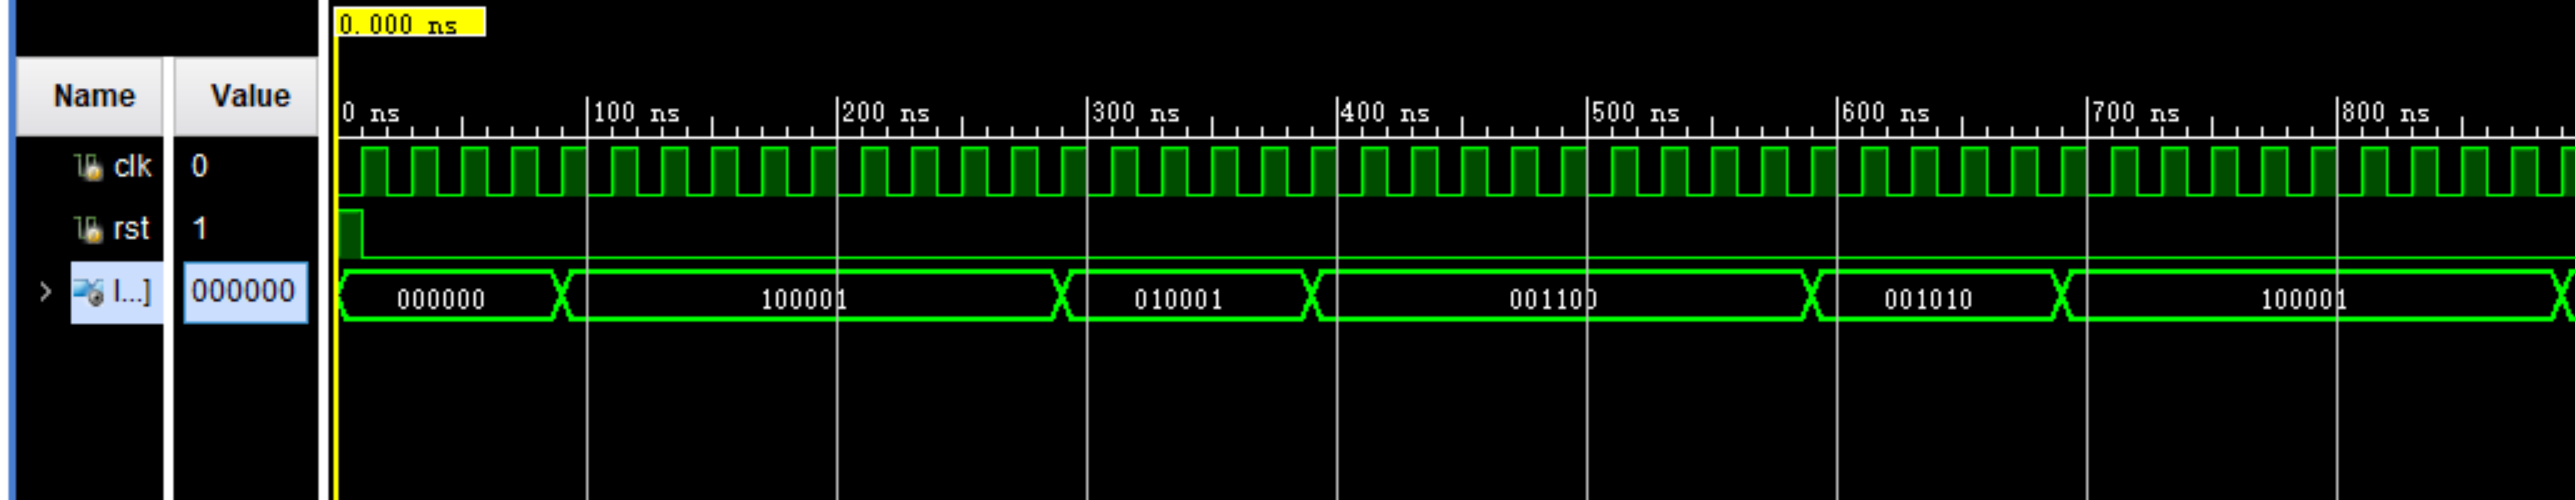 0.000 ns
Name Value
0 ns 100 ns 200 ns 300 ns 400 ns 500 ns 600 ns 700 ns 800 ns
clk 0
rst 1
l...] 000000 000000 100001 010001 001100 001010 100001